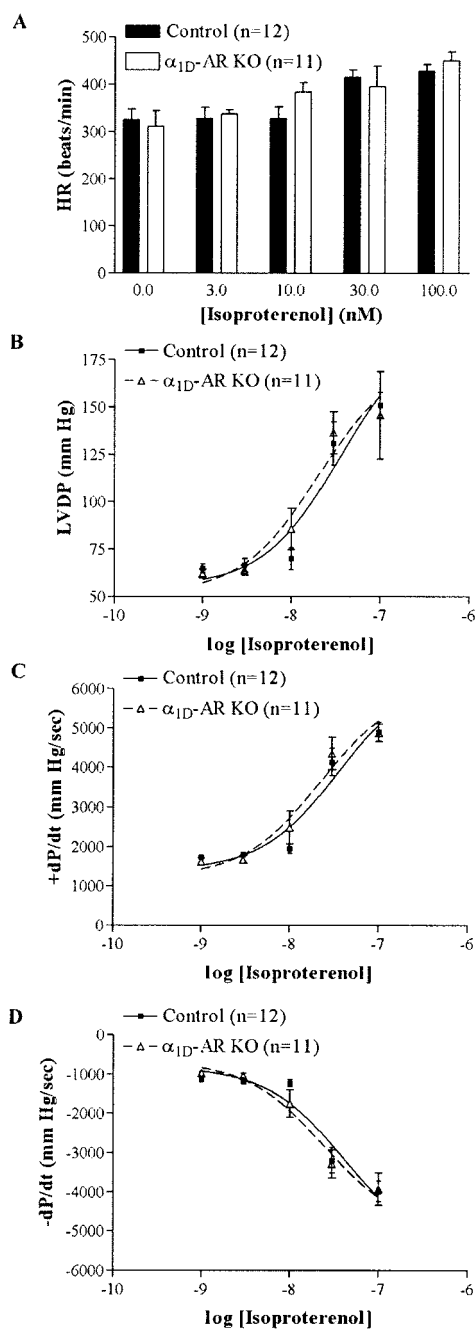 A
Control (n=12)
α1D-AR KO (n=11)
HR (beats/min)
500
400
300
200
100
0
0.0 3.0 10.0 30.0 100.0
[Isoproterenol] (nM)
B
Control (n=12)
α1D-AR KO (n=11)
LVDP (mm Hg)
175
150
125
100
75
50
-10 -9 -8 -7 -6
log [Isoproterenol]
C
Control (n=12)
α1D-AR KO (n=11)
+dP/dt (mm Hg/sec)
6000
5000
4000
3000
2000
1000
0
-10 -9 -8 -7 -6
log [Isoproterenol]
D
Control (n=12)
α1D-AR KO (n=11)
-dP/dt (mm Hg/sec)
0
-1000
-2000
-3000
-4000
-5000
-6000
-10 -9 -8 -7 -6
log [Isoproterenol]